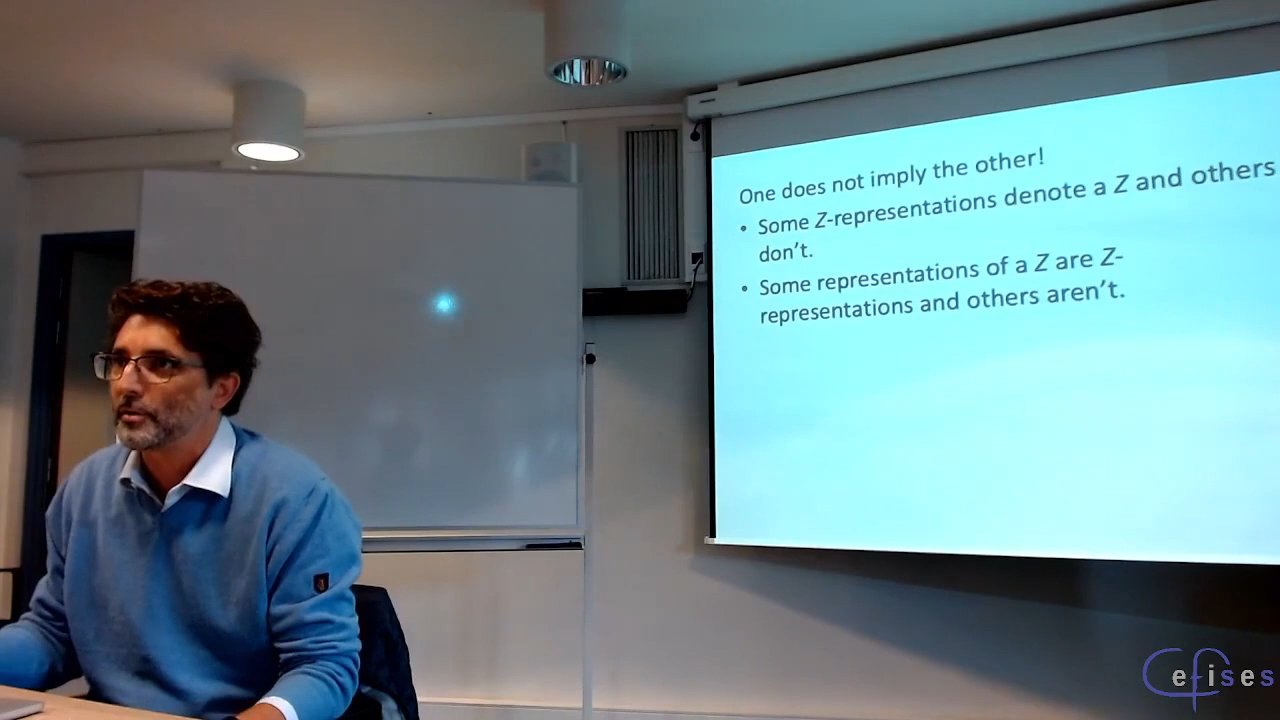 One does not imply the other!
• Some Z-representations denote a Z and others
don't.
• Some representations of a Z are Z-
representations and others aren't.
Cefises